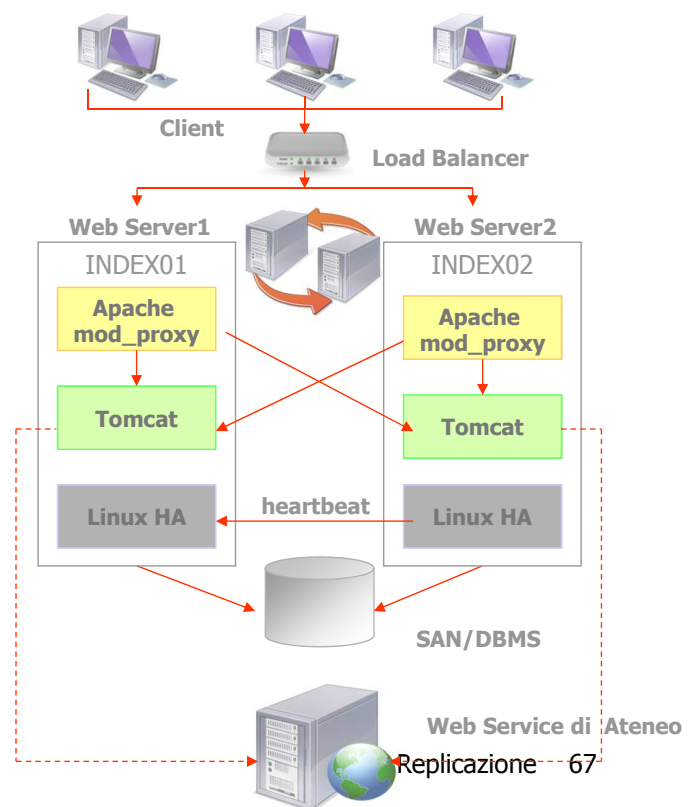 Client
Load Balancer
Web Server1
Web Server2
INDEX01
INDEX02
Apache
mod_proxy
Apache
mod_proxy
Tomcat
Tomcat
heartbeat
Linux HA
Linux HA
SAN/DBMS
Web Service di Ateneo
Replicazione 67